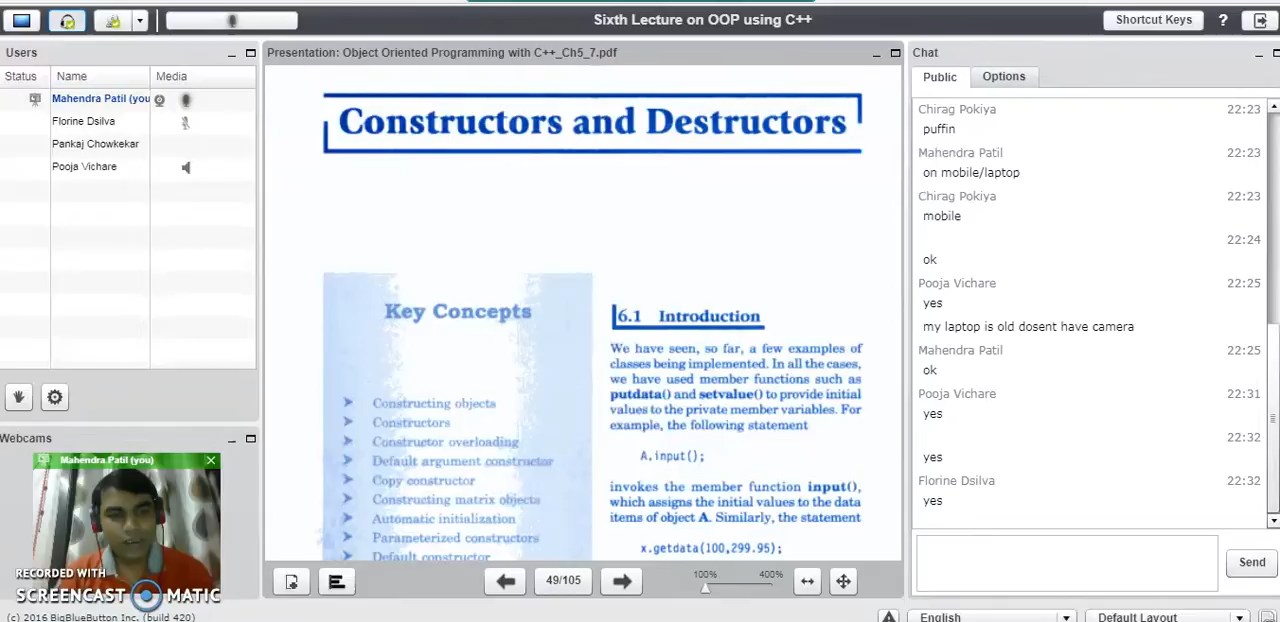 Sixth Lecture on OOP using C++
Shortcut Keys
?
Users
Status Name Media
Mahendra Patil (you
Florine Dsilva
Pankaj Chowkekar
Pooja Vichare
Webcams
Mahendra Patil (you)
RECORDED WITH
SCREENCAST MATIC
(c) 2016 BigBlueButton Inc. (build 420)
Presentation: Object Oriented Programming with C++_Ch5_7.pdf
Constructors and Destructors
Key Concepts
Constructing objects
Constructors
Constructor overloading
Default argument constructor
Copy constructor
Constructing matrix objects
Automatic initialization
Parameterized constructors
Default constructor
6.1 Introduction
We have seen, so far, a few examples of
classes being implemented. In all the cases,
we have used member functions such as
putdata() and setvalue() to provide initial
values to the private member variables. For
example, the following statement
A.input();
invokes the member function input(),
which assigns the initial values to the data
items of object A. Similarly, the statement
x.getdata(100,299.95);
49/105
100% 400%
Chat
Public Options
Chirag Pokiya 22:23
puffin
Mahendra Patil 22:23
on mobile/laptop
Chirag Pokiya 22:23
mobile
22:24
ok
Pooja Vichare 22:25
yes
my laptop is old dosent have camera
Mahendra Patil 22:25
ok
Pooja Vichare 22:31
yes
22:32
yes
Florine Dsilva 22:32
yes
Send
English Default Layout